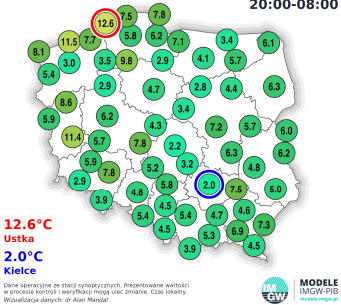 20:00-08:00
12.6 7.5 7.8
11.5 7.7 5.8 6.2 7.1 3.4 6.1
8.1 3.0 3.5 9.8 2.9 4.1 5.7
5.4 2.9 4.7 2.8 4.4 6.3
8.6 3.4
5.9 6.2 4.3 7.2 5.7 6.0
11.4 5.7 7.8 2.2 6.3 6.2
5.9 7.8 5.2 3.2 4.8
2.9 4.8 5.8 2.0 7.6 6.0
3.9 4.5 5.4 4.7 4.6
5.4 4.5 5.3 6.9 7.3
3.9 4.5
12.6°C
Ustka
2.0°C
Kielce
Dane operacyjne ze stacji synoptycznych. Prezentowane wartości
w procesie kontroli i weryfikacji mogą ulec zmianie. Czas lokalny.
Wizualizacja danych: dr Alan Mandal
IMGW
MODELE
IMGW-PIB
modele.imgw.pl